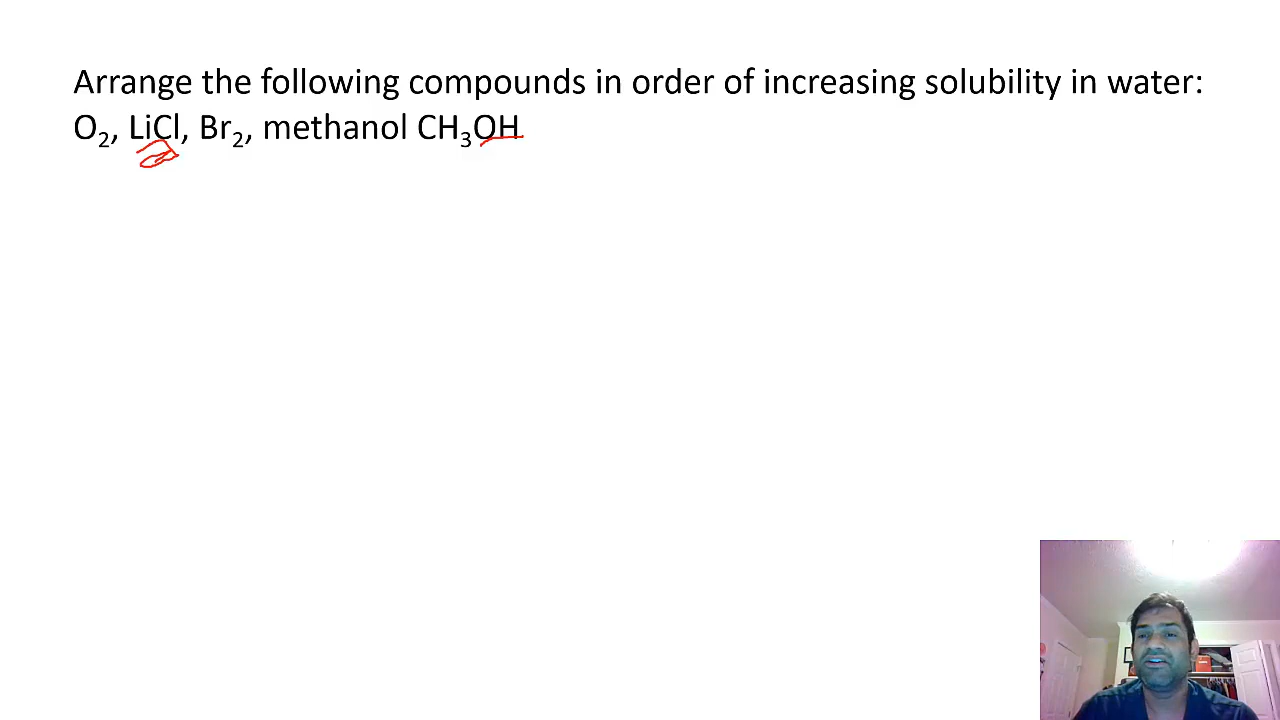 Arrange the following compounds in order of increasing solubility in water:
O₂, LiCl, Br₂, methanol CH₃OH